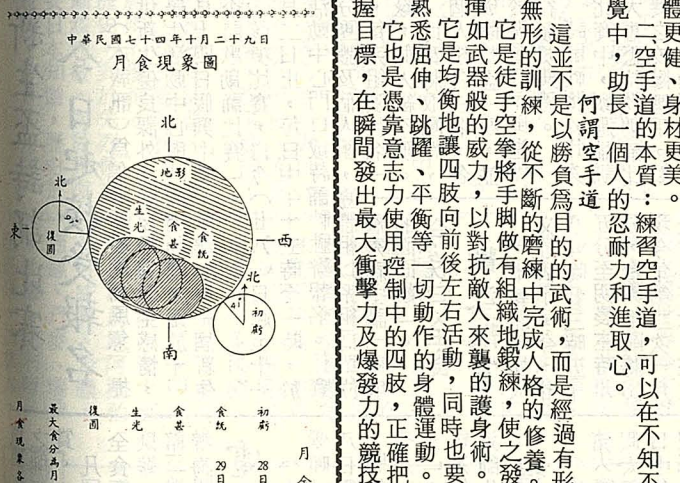 體更健、身材更美。
二、空手道的本質：練習空手道，可以在不知不
覺中，助長一個人的忍耐力和進取心。
何謂空手道
這並不是以勝負為目的的武術，而是經過有形
無形的訓練，從不斷的磨練中完成人格的修養。
它是徒手空拳將手脚做有組織地鍛練，使之發
揮如武器般的威力，以對抗敵人來襲的護身術。
它是均衡地讓四肢向前後左右活動，同時也要
熟悉屈伸、跳躍、平衡等一切動作的身體運動。
它也是憑靠意志力使用控制中的四肢，正確把
握目標，在瞬間發出最大衝擊力及爆發力的競技
中華民國七十四年十月二十九日
月食現象圖
北
地形
北
生光
食甚
食既
東
復圓
西
北
初虧
南
月
初虧
28日
食既
29日
食甚
生光
復圓
最大食分為月
月食現象各